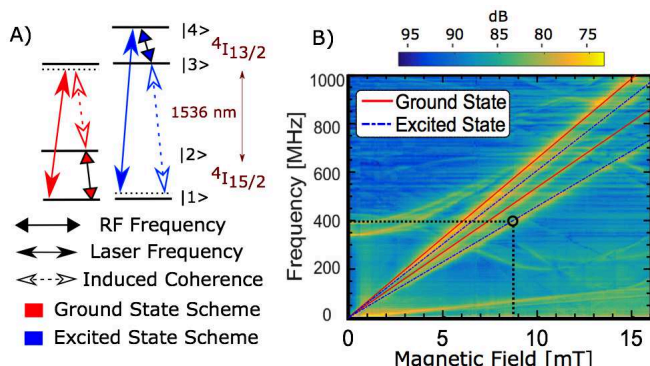 A)
|4>
4I13/2
|3>
1536 nm
|2>
4I15/2
|1>
RF Frequency
Laser Frequency
Induced Coherence
Ground State Scheme
Excited State Scheme
B)
dB
95 90 85 80 75
Ground State
Excited State
Frequency [MHz]
1000
800
600
400
200
0
0 5 10 15
Magnetic Field [mT]